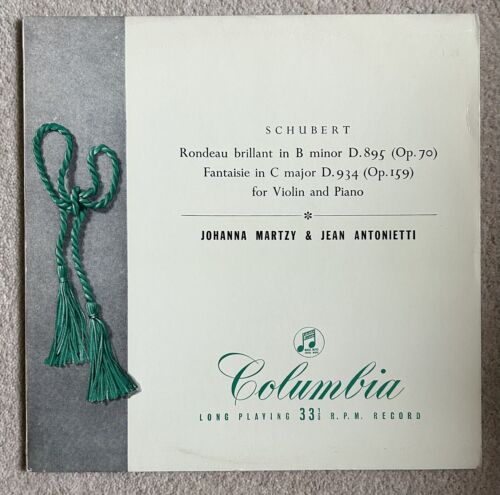 SCHUBERT
Rondeau brillant in B minor D.895 (Op.70)
Fantaisie in C major D.934 (Op.159)
for Violin and Piano
JOHANNA MARTZY & JEAN ANTONIETTI
Columbia
LONG PLAYING 33⅓ R.P.M. RECORD